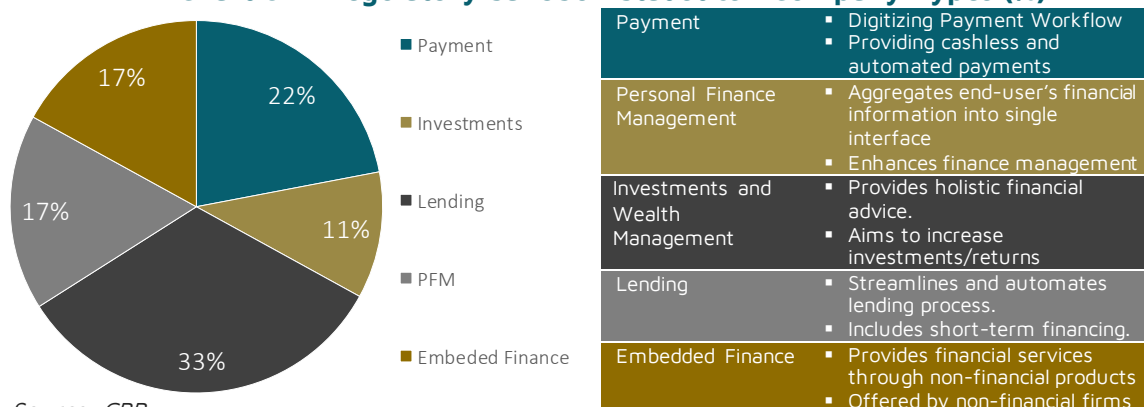 17%
22%
17%
11%
33%
Payment
Investments
Lending
PFM
Embeded Finance
Payment
▪ Digitizing Payment Workflow
▪ Providing cashless and
automated payments
Personal Finance
Management
▪ Aggregates end-user's financial
information into single
interface
▪ Enhances finance management
Investments and
Wealth
Management
▪ Provides holistic financial
advice.
▪ Aims to increase
investments/returns
Lending
▪ Streamlines and automates
lending process.
▪ Includes short-term financing.
Embedded Finance
▪ Provides financial services
through non-financial products
▪ Offered by non-financial firms